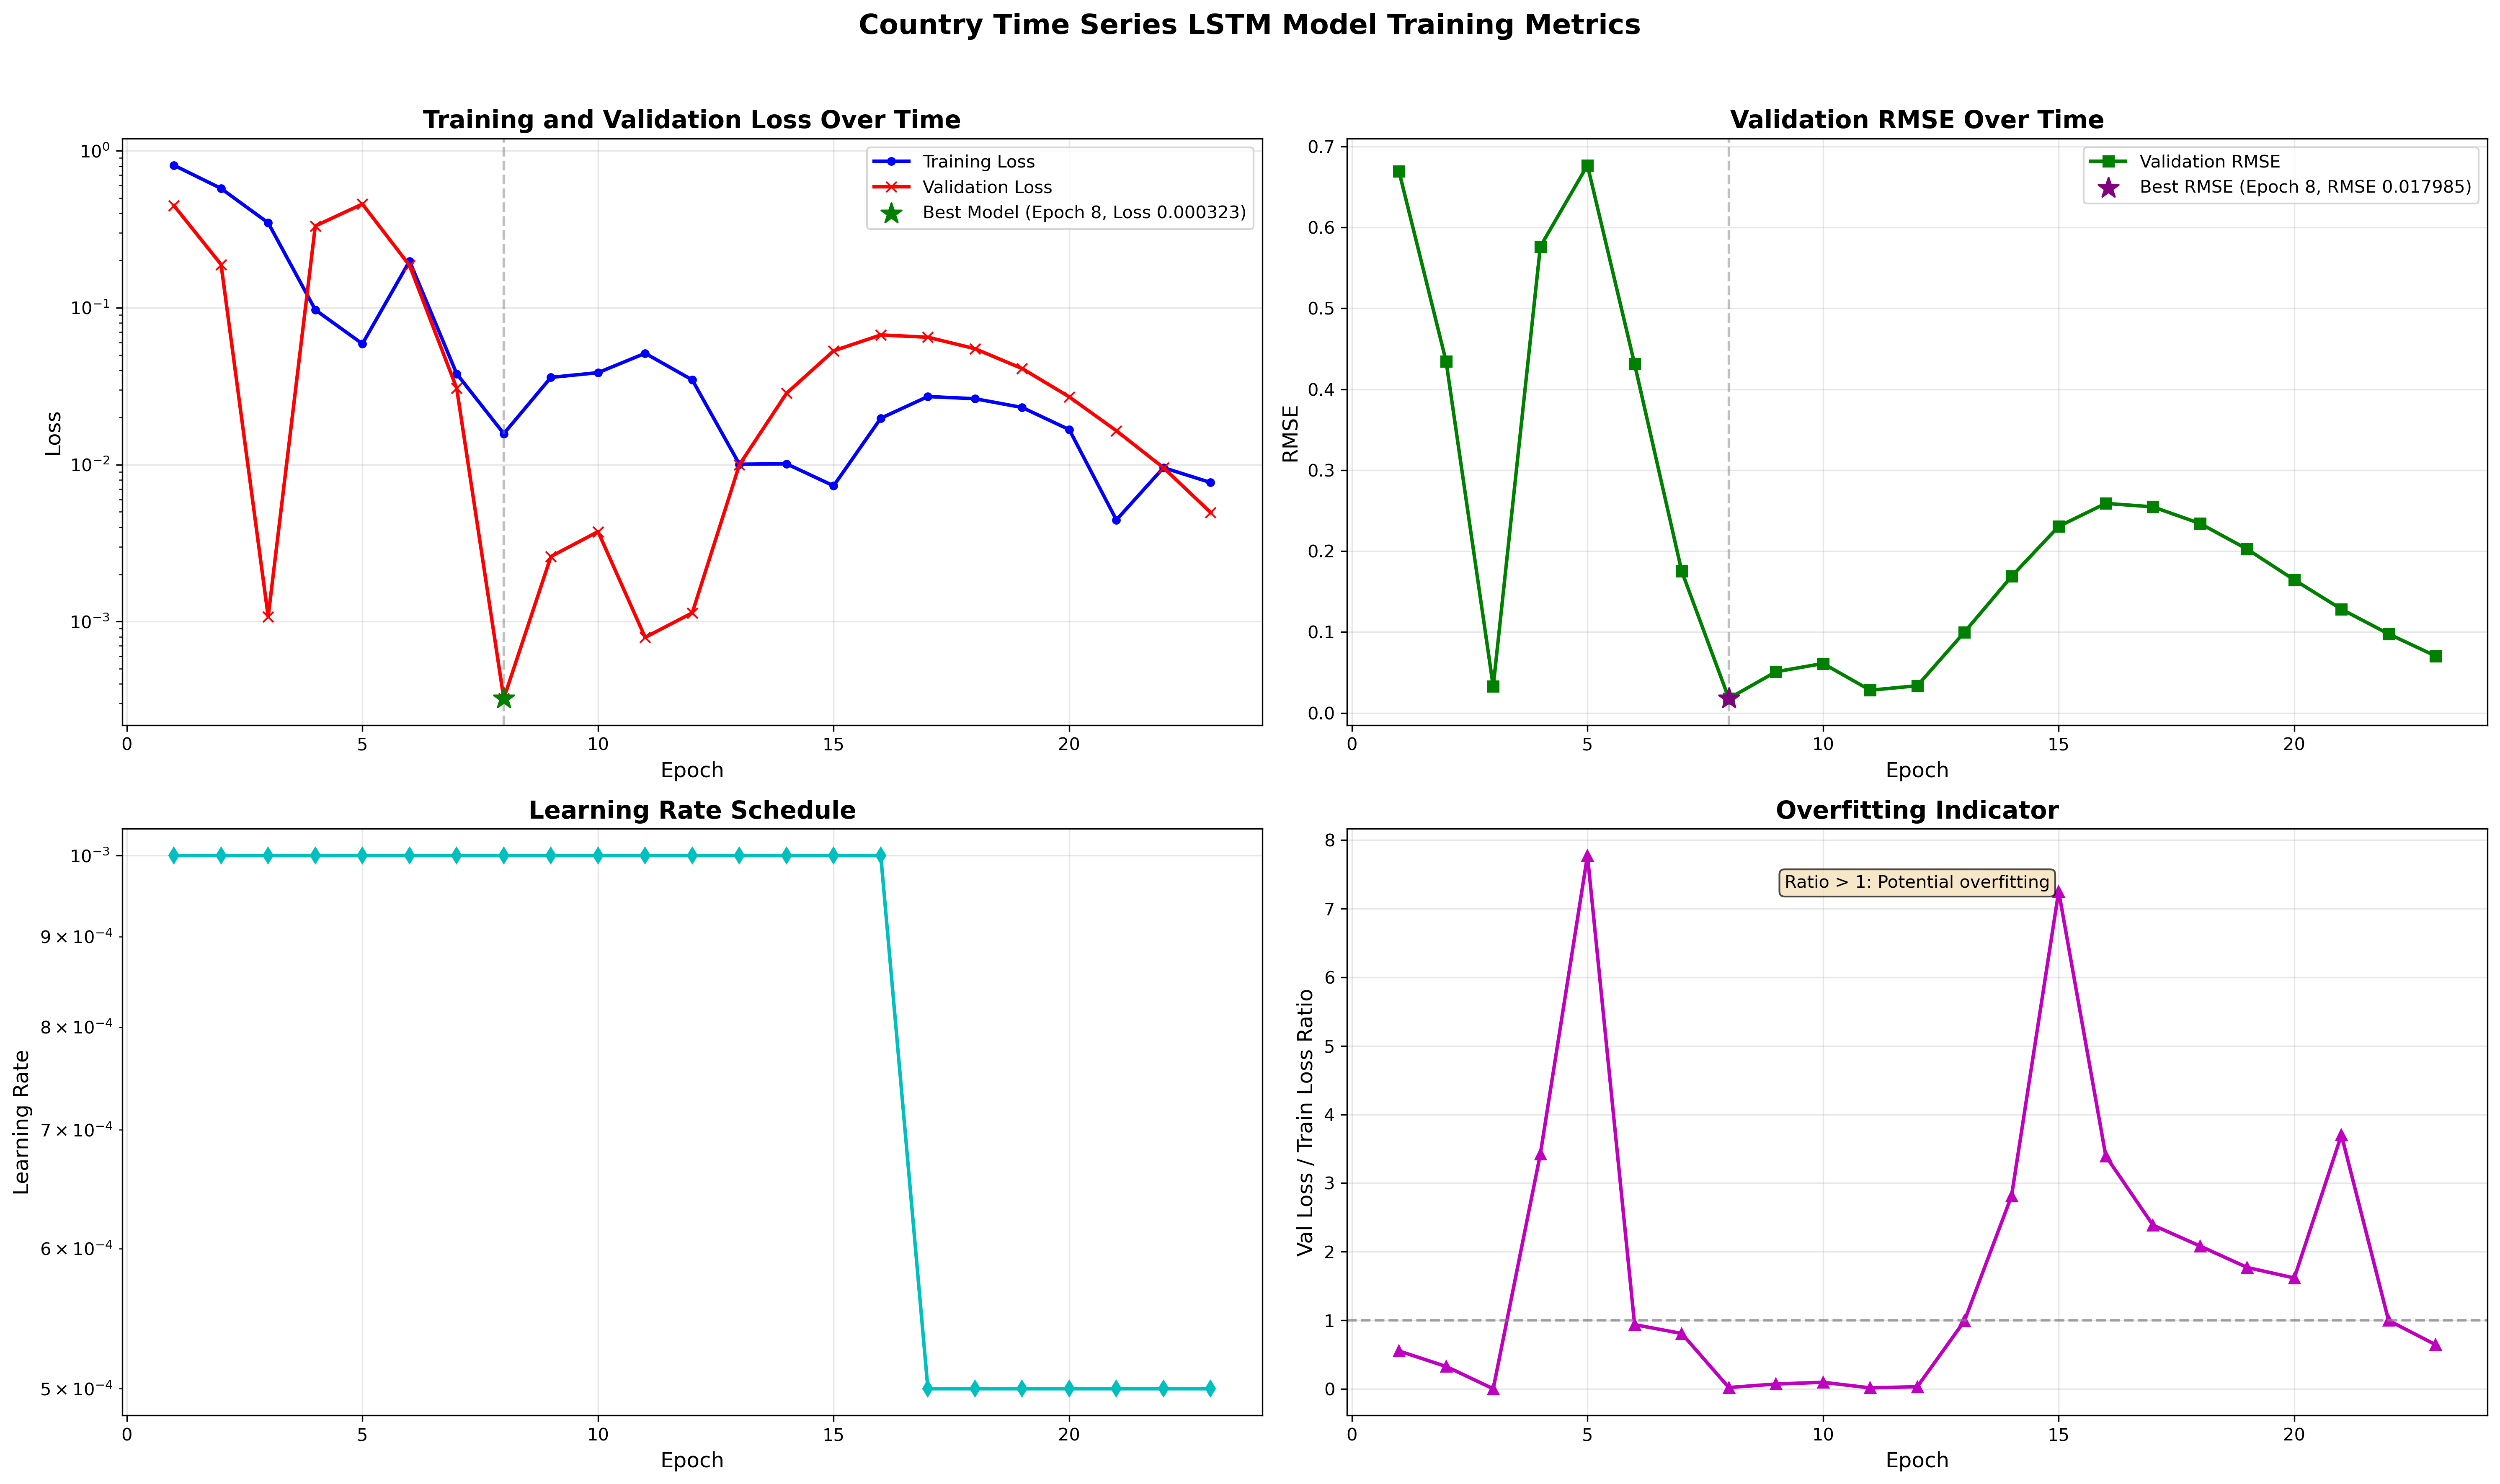 Country Time Series LSTM Model Training Metrics
Training and Validation Loss Over Time
Training Loss
Validation Loss
Best Model (Epoch 8, Loss 0.000323)
10⁰
10⁻¹
10⁻²
10⁻³
Loss
0 5 10 15 20
Epoch
Validation RMSE Over Time
Validation RMSE
Best RMSE (Epoch 8, RMSE 0.017985)
0.7
0.6
0.5
0.4
0.3
0.2
0.1
0.0
RMSE
0 5 10 15 20
Epoch
Learning Rate Schedule
10⁻³
9 × 10⁻⁴
8 × 10⁻⁴
7 × 10⁻⁴
6 × 10⁻⁴
5 × 10⁻⁴
Learning Rate
0 5 10 15 20
Epoch
Overfitting Indicator
Ratio > 1: Potential overfitting
8
7
6
5
4
3
2
1
0
Val Loss / Train Loss Ratio
0 5 10 15 20
Epoch